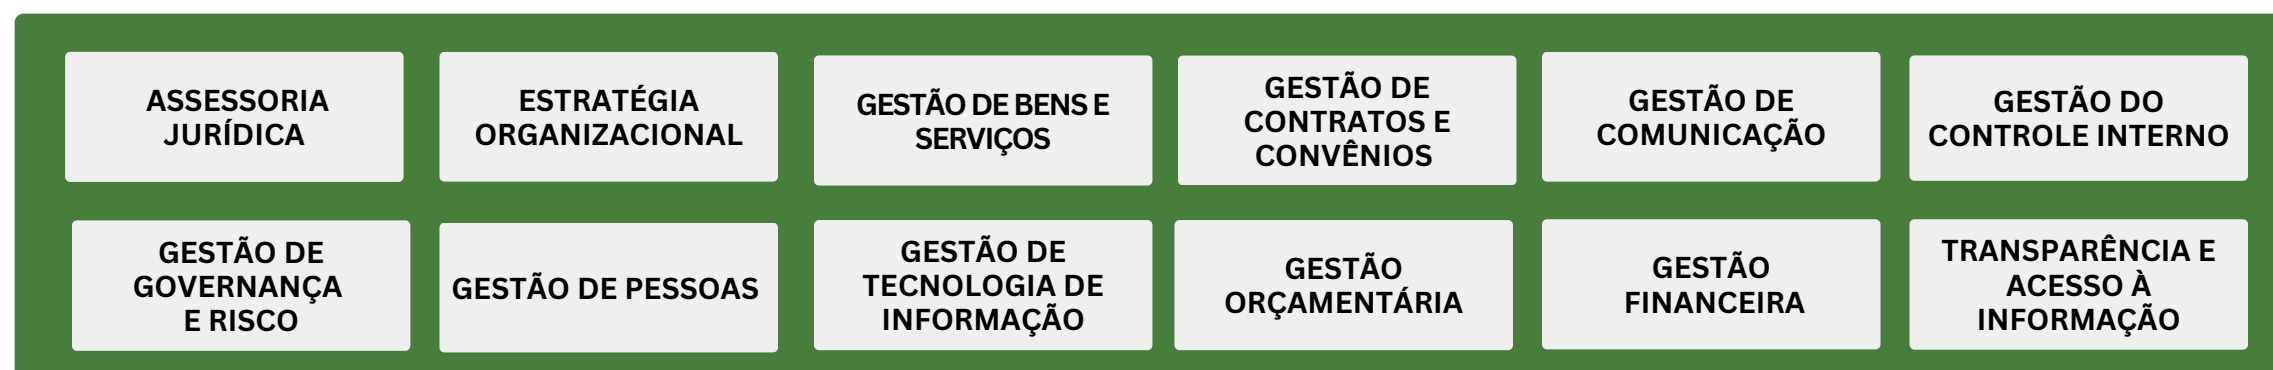 ASSESSORIA
JURÍDICA
ESTRATÉGIA
ORGANIZACIONAL
GESTÃO DE BENS E
SERVIÇOS
GESTÃO DE
CONTRATOS E
CONVÊNIOS
GESTÃO DE
COMUNICAÇÃO
GESTÃO DO
CONTROLE INTERNO
GESTÃO DE
GOVERNANÇA
E RISCO
GESTÃO DE PESSOAS
GESTÃO DE
TECNOLOGIA DE
INFORMAÇÃO
GESTÃO
ORÇAMENTÁRIA
GESTÃO
FINANCEIRA
TRANSPARÊNCIA E
ACESSO À
INFORMAÇÃO